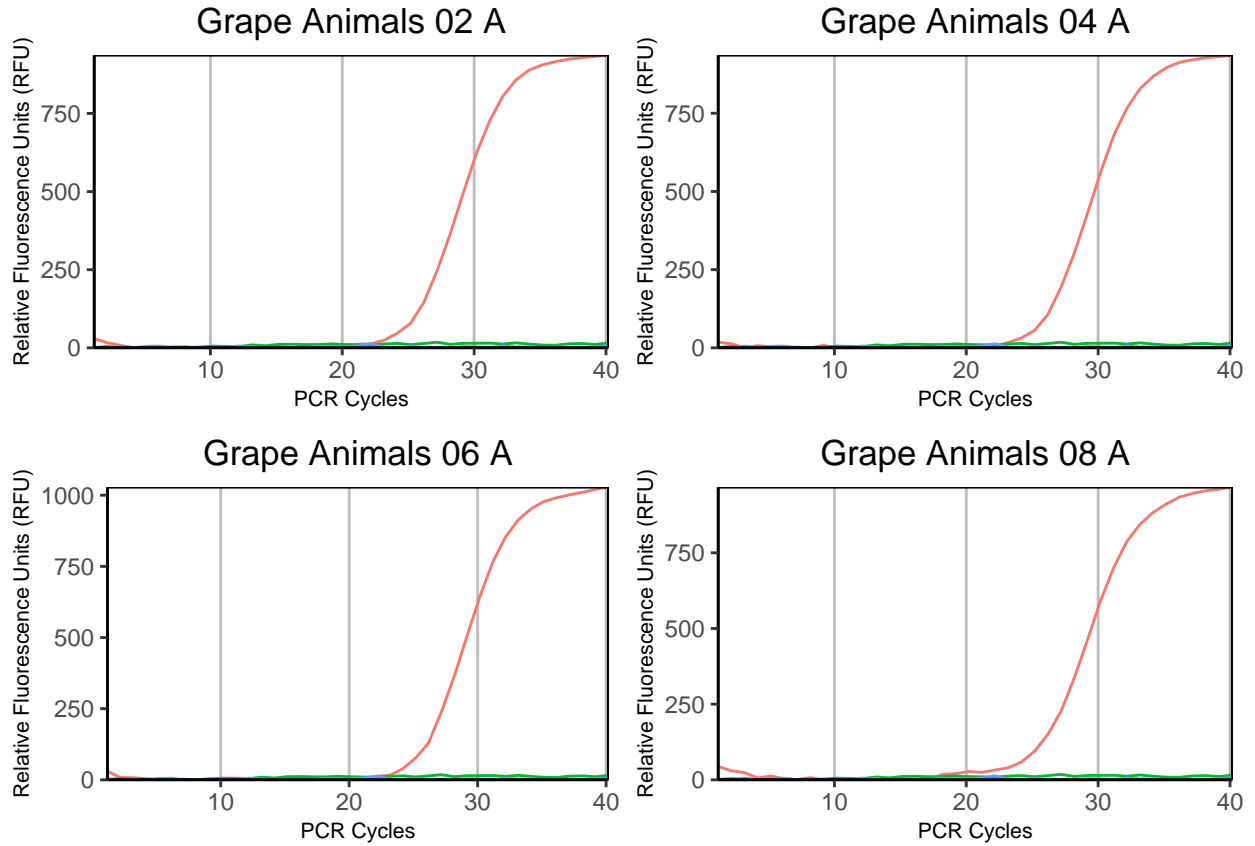 Grape Animals 02 A
Relative Fluorescence Units (RFU)
750
500
250
0
10 20 30 40
PCR Cycles
Grape Animals 04 A
Relative Fluorescence Units (RFU)
750
500
250
0
10 20 30 40
PCR Cycles
Grape Animals 06 A
Relative Fluorescence Units (RFU)
1000
750
500
250
0
10 20 30 40
PCR Cycles
Grape Animals 08 A
Relative Fluorescence Units (RFU)
750
500
250
0
10 20 30 40
PCR Cycles